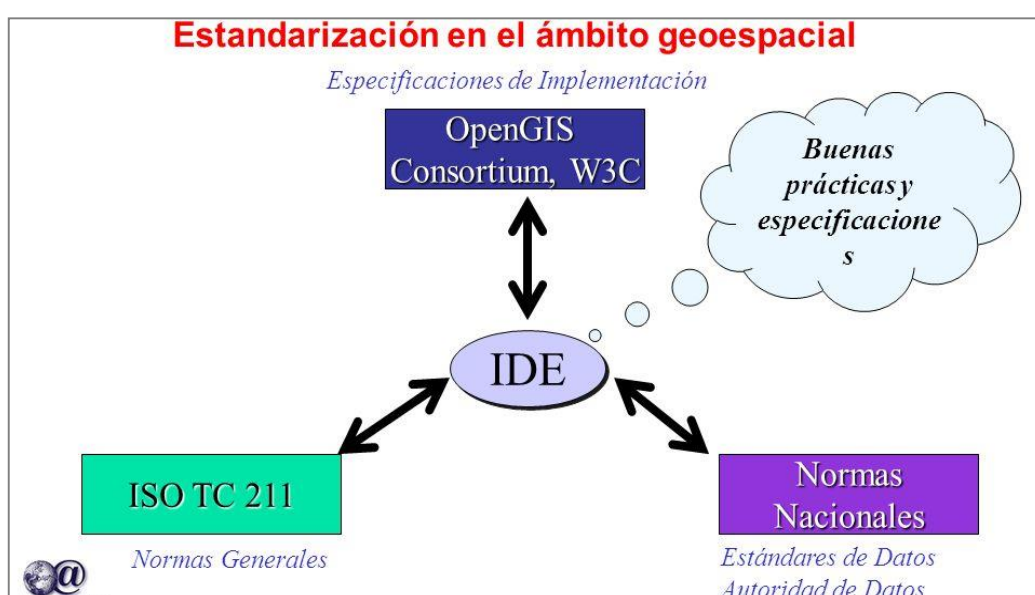 Estandarización en el ámbito geoespacial
Especificaciones de Implementación
OpenGIS
Consortium, W3C
Buenas
prácticas y
especificacione
s
IDE
ISO TC 211
Normas
Nacionales
Normas Generales
Estándares de Datos
Autoridad de Datos
@